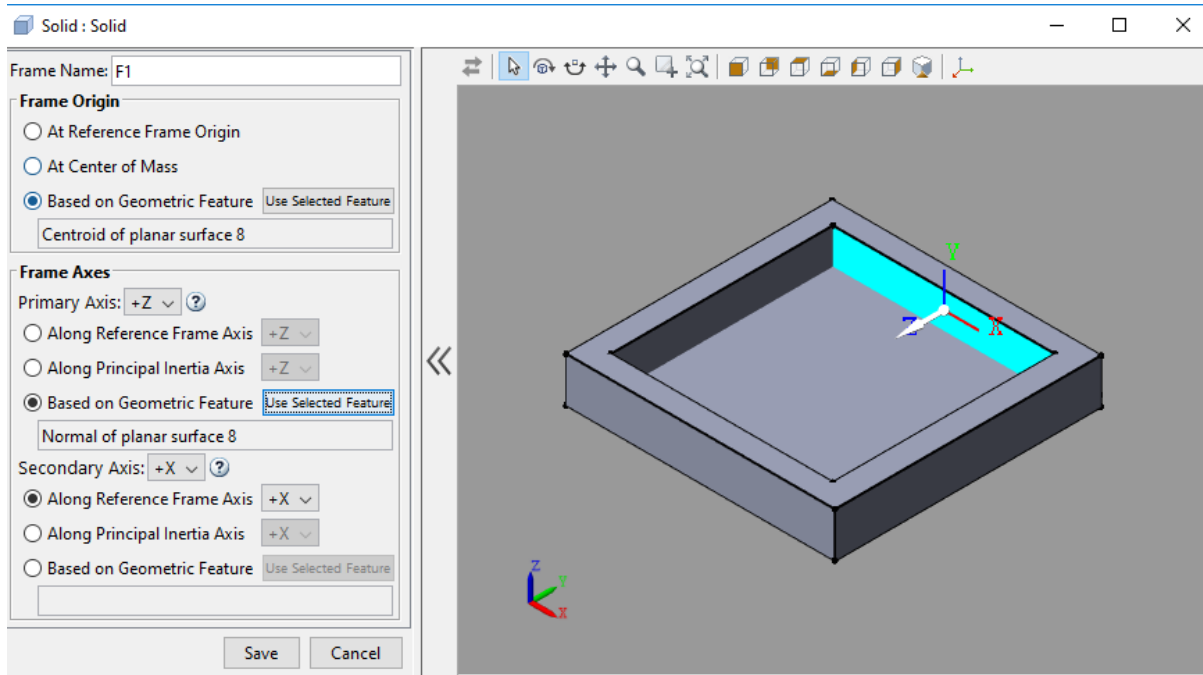 Solid : Solid
Frame Name: F1
Frame Origin
At Reference Frame Origin
At Center of Mass
Based on Geometric Feature Use Selected Feature
Centroid of planar surface 8
Frame Axes
Primary Axis: +Z
Along Reference Frame Axis +Z
Along Principal Inertia Axis +Z
Based on Geometric Feature Use Selected Feature
Normal of planar surface 8
Secondary Axis: +X
Along Reference Frame Axis +X
Along Principal Inertia Axis +X
Based on Geometric Feature Use Selected Feature
Save Cancel
Y
Z X
Z
Y
X